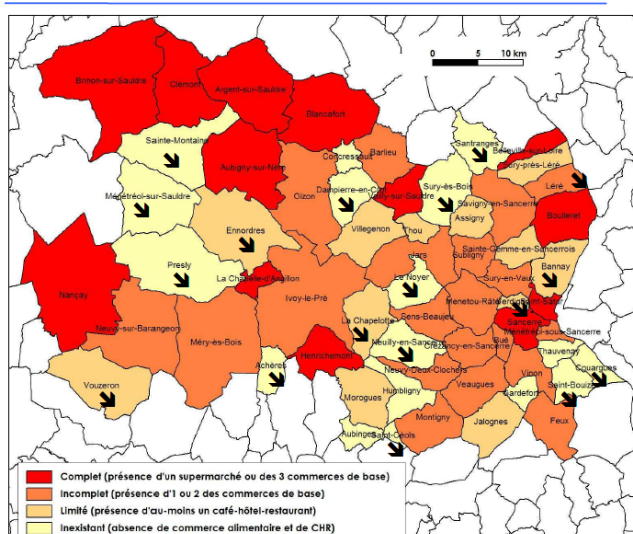 0 5 10 km
Brinon-sur-Sauldre
Clémont
Argent-sur-Sauldre
Blancafort
Sainte-Montaine
Aubigny-sur-Nère
Concressault
Barlieu
Santranges
Belleville-sur-Loire
Sury-près-Léré
Ménétréol-sur-Sauldre
Oizon
Dampierre-en-C
Vailly-sur-Sauldre
Sury-ès-Bois
Savigny-en-Sancerre
Léré
Boulleret
Ennordres
Villegenon
Thou
Assigny
Subligny
Sainte-Gemme-en-Sancerrois
Presly
La Chapelle-d'Angillon
Jars
Le Noyer
Sury-en-Vaux
Bannay
Nançay
Ivoy-le-Pré
Menetou-Râtel
Verdigny
Saint-Satur
Neuvy-sur-Barangeon
Méry-ès-Bois
La Chapelotte
Sens-Beaujeu
Sancerre
Ménétréol-sous-Sancerre
Henrichemont
Neuilly-en-Sancerre
Crézancy-en-Sancerre
Bué
Thauvenay
Couargues
Achères
Neuvy-Deux-Clochers
Vinon
Saint-Bouize
Vouzeron
Morogues
Humbligny
Veaugues
Gardefort
Aubinges
Saint-Céols
Montigny
Jalognes
Feux
Complet (présence d'un supermarché ou des 3 commerces de base)
Incomplet (présence d'1 ou 2 des commerces de base)
Limité (présence d'au-moins un café-hôtel-restaurant)
Inexistant (absence de commerce alimentaire et de CHR)